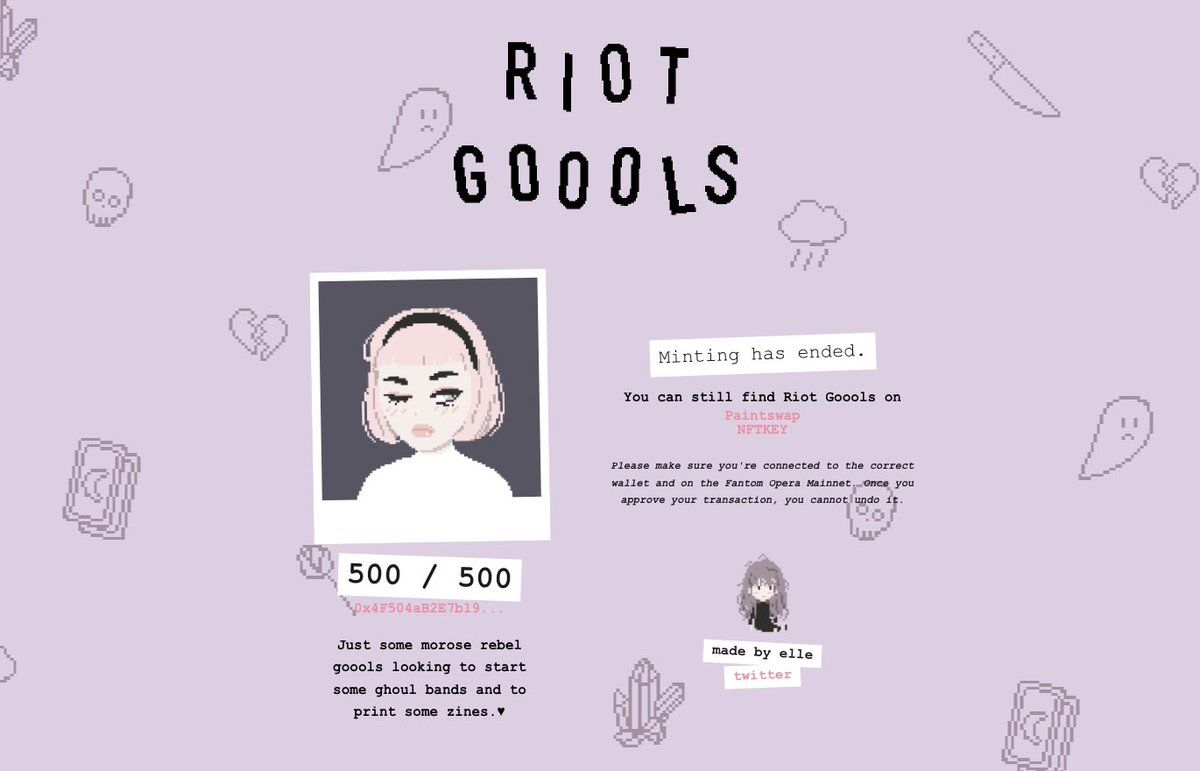 RIOT
GOOOLS
Minting has ended.
You can still find Riot Goools on
Paintswap
NFTKEY
Please make sure you're connected to the correct
wallet and on the Fantom Opera Mainnet. Once you
approve your transaction, you cannot undo it.
500 / 500
0x4F504aB2E7b19...
Just some morose rebel
goools looking to start
some ghoul bands and to
print some zines.♥
made by elle
twitter